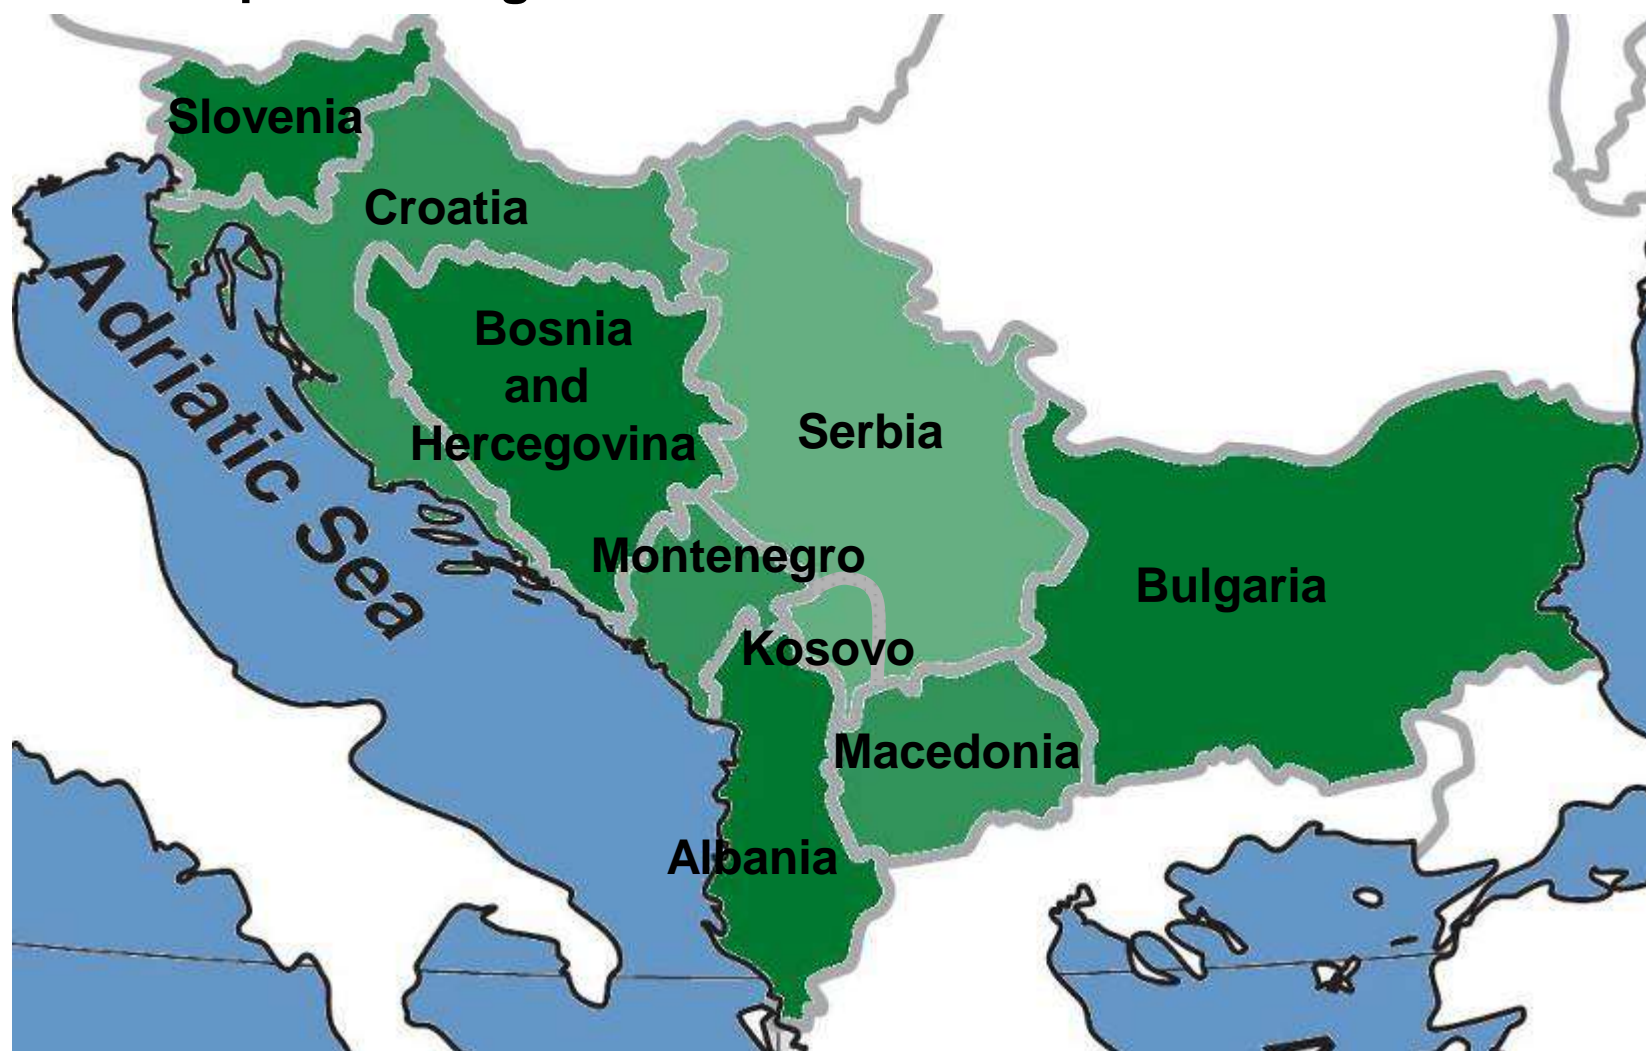 Slovenia
Croatia
Adriatic Sea
Bosnia
and
Hercegovina
Serbia
Montenegro
Bulgaria
Kosovo
Macedonia
Albania